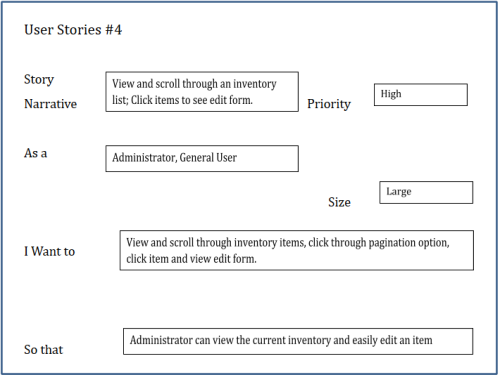 User Stories #4
Story
Narrative
View and scroll through an inventory
list; Click items to see edit form.
Priority
High
As a
Administrator, General User
Size
Large
I Want to
View and scroll through inventory items, click through pagination option,
click item and view edit form.
So that
Administrator can view the current inventory and easily edit an item